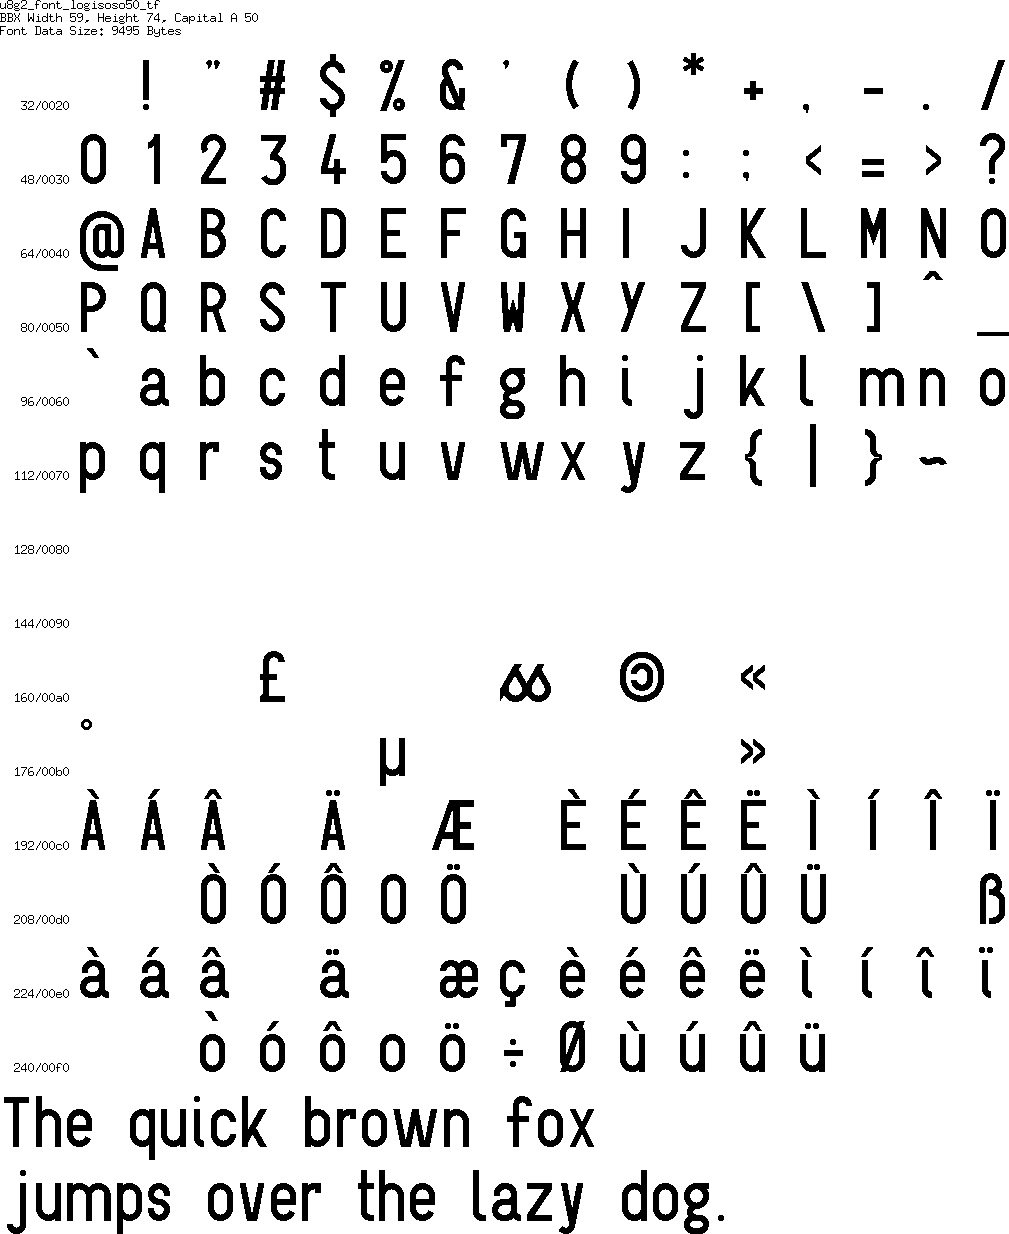 u8g2_font_logisoso50_tf
BBX Width 59, Height 74, Capital A 50
Font Data Size: 9495 Bytes
32/0020 ! " # $ % & ' ( ) * + , - . /
48/0030 0 1 2 3 4 5 6 7 8 9 : ; < = > ?
64/0040 @ A B C D E F G H I J K L M N O
80/0050 P Q R S T U V W X Y Z [ \ ] ^ _
96/0060 ` a b c d e f g h i j k l m n o
112/0070 p q r s t u v w x y z { | } ~
128/0080
144/0090
160/00a0 £ © «
176/00b0 ° µ »
192/00c0 À Á Â Ä Æ È É Ê Ë Ì Í Î Ï
208/00d0 Ò Ó Ô O Ö Ù Ú Û Ü ß
224/00e0 à á â ä æ ç è é ê ë ì í î ï
240/00f0 ò ó ô o ö ÷ Ø ù ú û ü
The quick brown fox
jumps over the lazy dog.